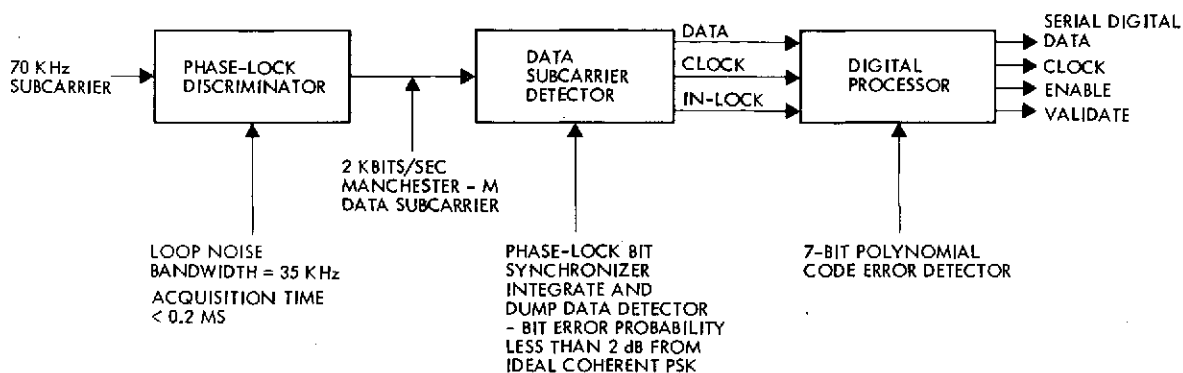 70 KHz
SUBCARRIER
PHASE-LOCK
DISCRIMINATOR
DATA
SUBCARRIER
DETECTOR
DATA
CLOCK
IN-LOCK
DIGITAL
PROCESSOR
SERIAL DIGITAL
DATA
CLOCK
ENABLE
VALIDATE
2 KBITS/SEC
MANCHESTER - M
DATA SUBCARRIER
LOOP NOISE
BANDWIDTH = 35 KHz
ACQUISITION TIME
< 0.2 MS
PHASE-LOCK BIT
SYNCHRONIZER
INTEGRATE AND
DUMP DATA DETECTOR
- BIT ERROR PROBABILITY
LESS THAN 2 dB FROM
IDEAL COHERENT PSK
7-BIT POLYNOMIAL
CODE ERROR DETECTOR